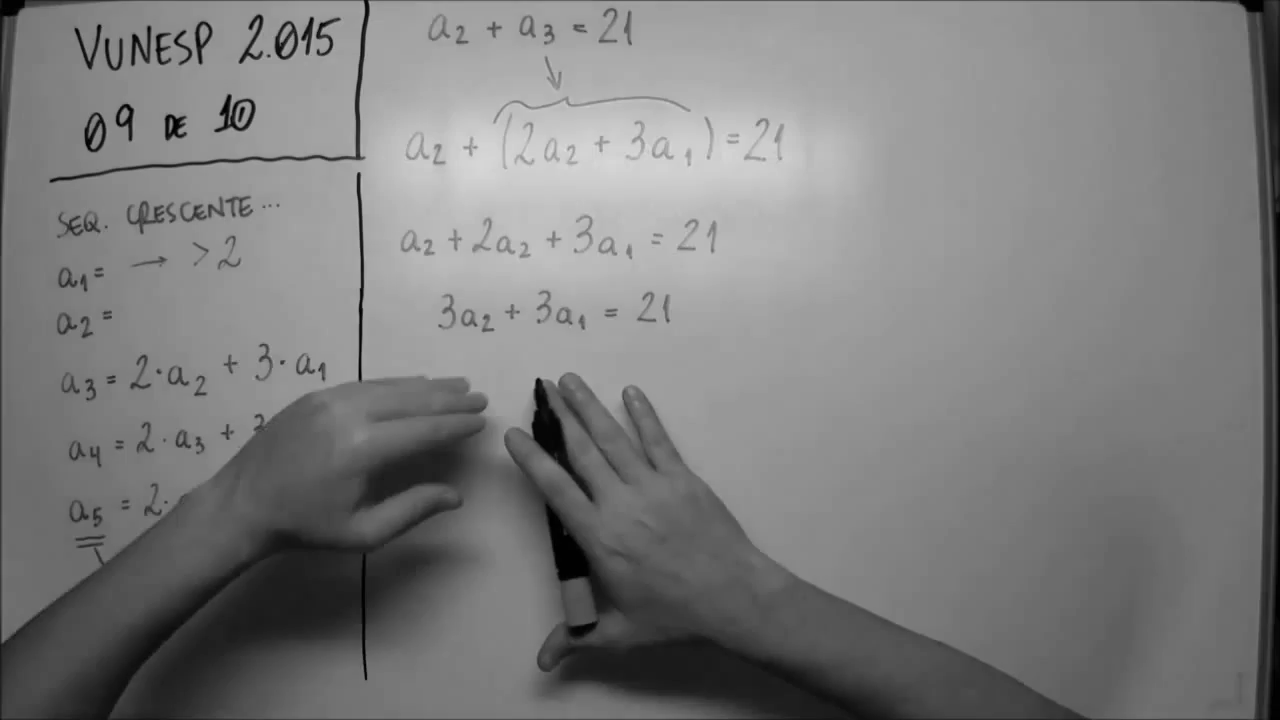 VUNESP 2.015
09 DE 10
SEQ. CRESCENTE...
a1= → >2
a2=
a3 = 2·a2 + 3·a1
a4 = 2·a3 +
a5 = 2·
a2 + a3 = 21
a2 + (2a2 + 3a1) = 21
a2 + 2a2 + 3a1 = 21
3a2 + 3a1 = 21